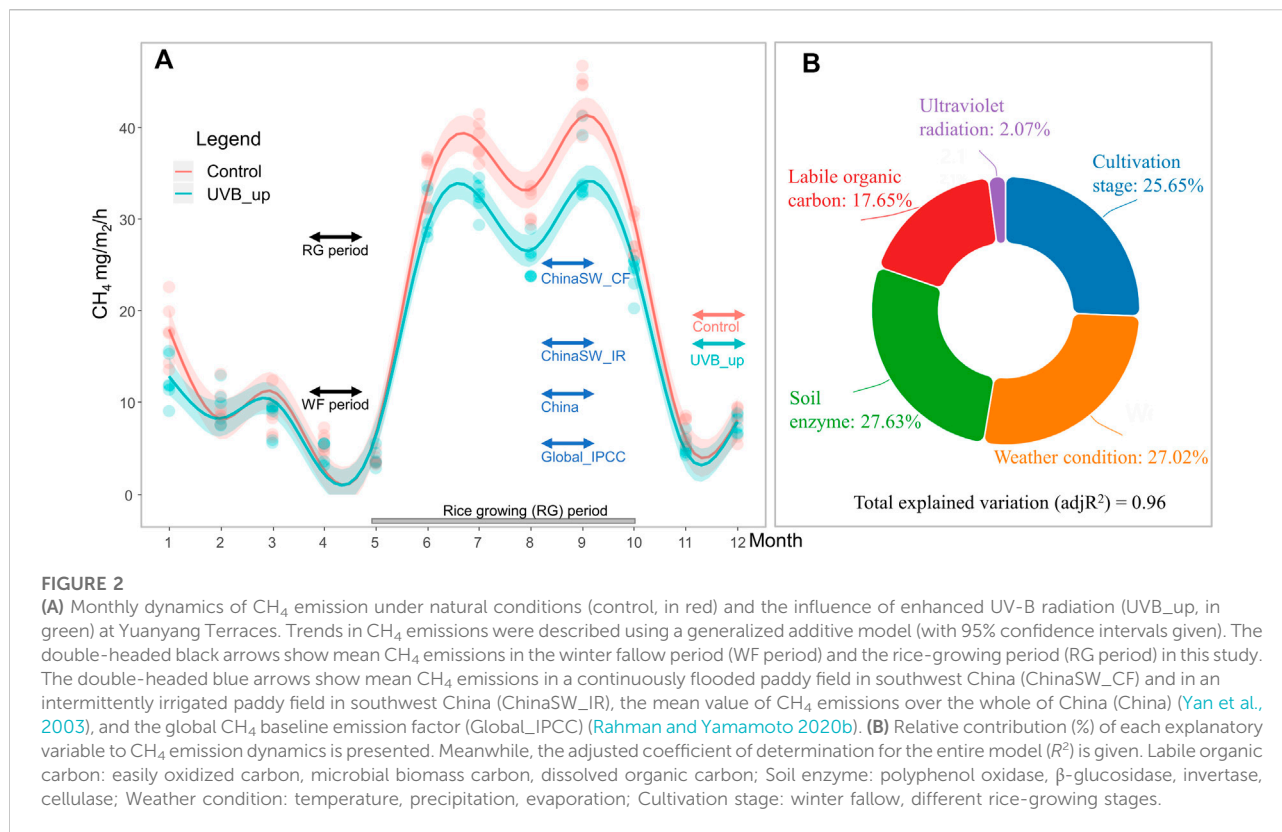 A
CH₄ mg/m₂/h
40
30
20
10
0
Legend
Control
UVB_up
RG period
WF period
ChinaSW_CF
ChinaSW_IR
China
Global_IPCC
Control
UVB_up
Rice growing (RG) period
1 2 3 4 5 6 7 8 9 10 11 12 Month
B
Ultraviolet
radiation: 2.07%
Labile organic
carbon: 17.65%
Cultivation
stage: 25.65%
Soil
enzyme: 27.63%
Weather condition: 27.02%
Total explained variation (adjR²) = 0.96
FIGURE 2
(A) Monthly dynamics of CH₄ emission under natural conditions (control, in red) and the influence of enhanced UV-B radiation (UVB_up, in
green) at Yuanyang Terraces. Trends in CH₄ emissions were described using a generalized additive model (with 95% confidence intervals given). The
double-headed black arrows show mean CH₄ emissions in the winter fallow period (WF period) and the rice-growing period (RG period) in this study.
The double-headed blue arrows show mean CH₄ emissions in a continuously flooded paddy field in southwest China (ChinaSW_CF) and in an
intermittently irrigated paddy field in southwest China (ChinaSW_IR), the mean value of CH₄ emissions over the whole of China (China) (Yan et al.,
2003), and the global CH₄ baseline emission factor (Global_IPCC) (Rahman and Yamamoto 2020b). (B) Relative contribution (%) of each explanatory
variable to CH₄ emission dynamics is presented. Meanwhile, the adjusted coefficient of determination for the entire model (R²) is given. Labile organic
carbon: easily oxidized carbon, microbial biomass carbon, dissolved organic carbon; Soil enzyme: polyphenol oxidase, β-glucosidase, invertase,
cellulase; Weather condition: temperature, precipitation, evaporation; Cultivation stage: winter fallow, different rice-growing stages.